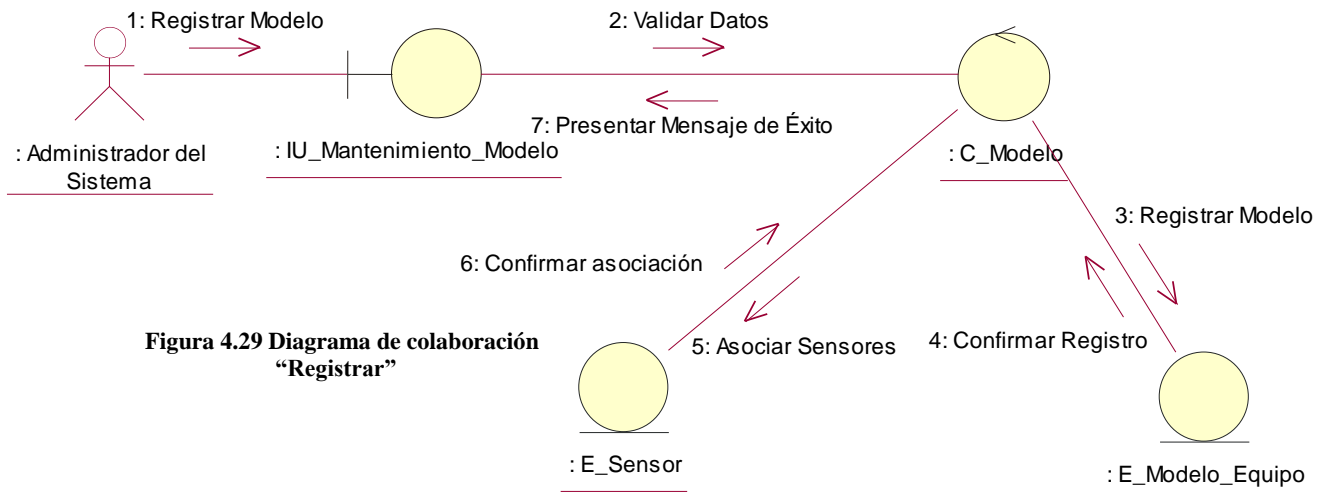 1: Registrar Modelo
2: Validar Datos
7: Presentar Mensaje de Éxito
: Administrador del
Sistema
: IU_Mantenimiento_Modelo
: C_Modelo
3: Registrar Modelo
6: Confirmar asociación
Figura 4.29 Diagrama de colaboración
“Registrar”
5: Asociar Sensores
4: Confirmar Registro
: E_Sensor
: E_Modelo_Equipo